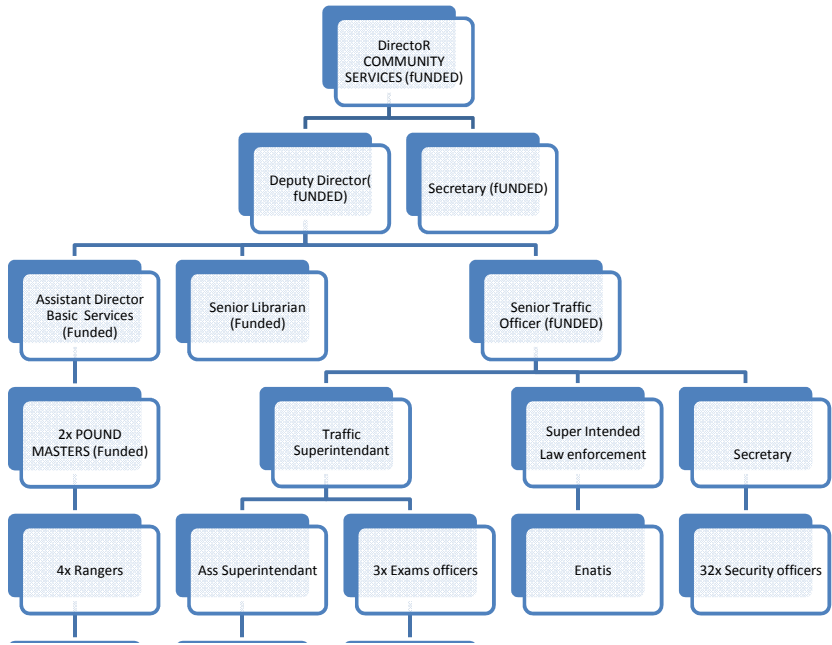 DirectoR
COMMUNITY
SERVICES (fUNDED)
Deputy Director(
fUNDED)
Secretary (fUNDED)
Assistant Director
Basic Services
(Funded)
Senior Librarian
(Funded)
Senior Traffic
Officer (fUNDED)
2x POUND
MASTERS (Funded)
Traffic
Superintendant
Super Intended
Law enforcement
Secretary
4x Rangers
Ass Superintendant
3x Exams officers
Enatis
32x Security officers